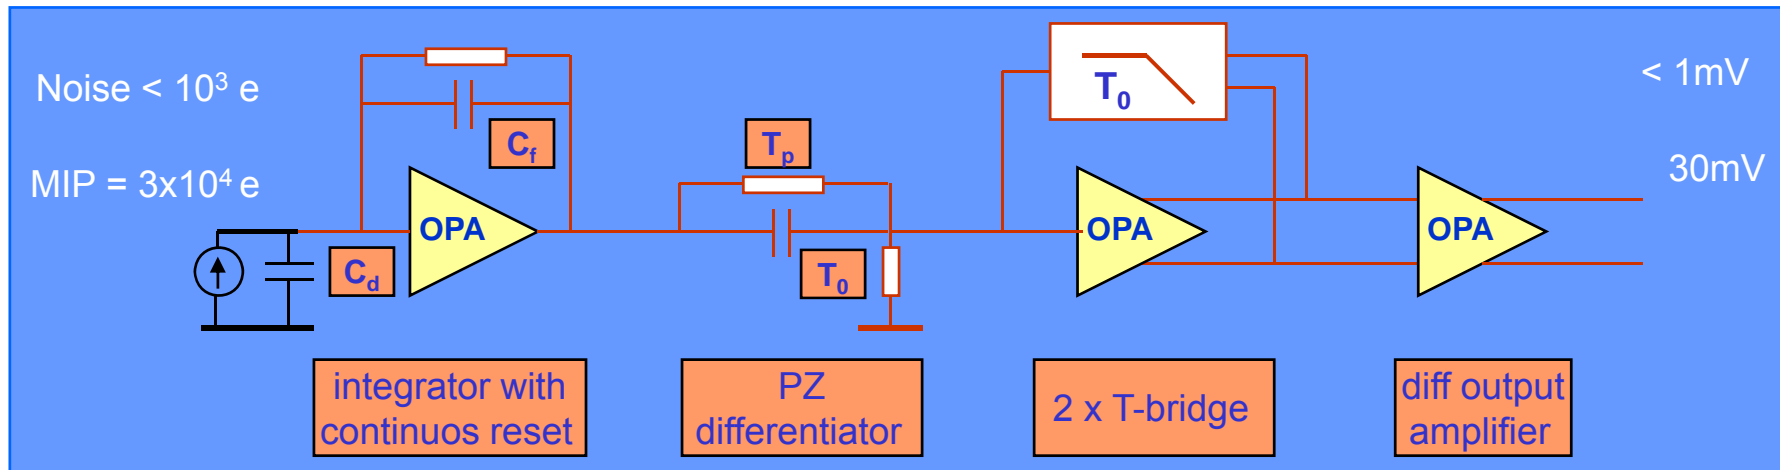 Noise < 10³ e
MIP = 3x10⁴ e
C_f
OPA
C_d
T_p
T_0
T_0
OPA
OPA
< 1mV
30mV
integrator with
continuos reset
PZ
differentiator
2 x T-bridge
diff output
amplifier